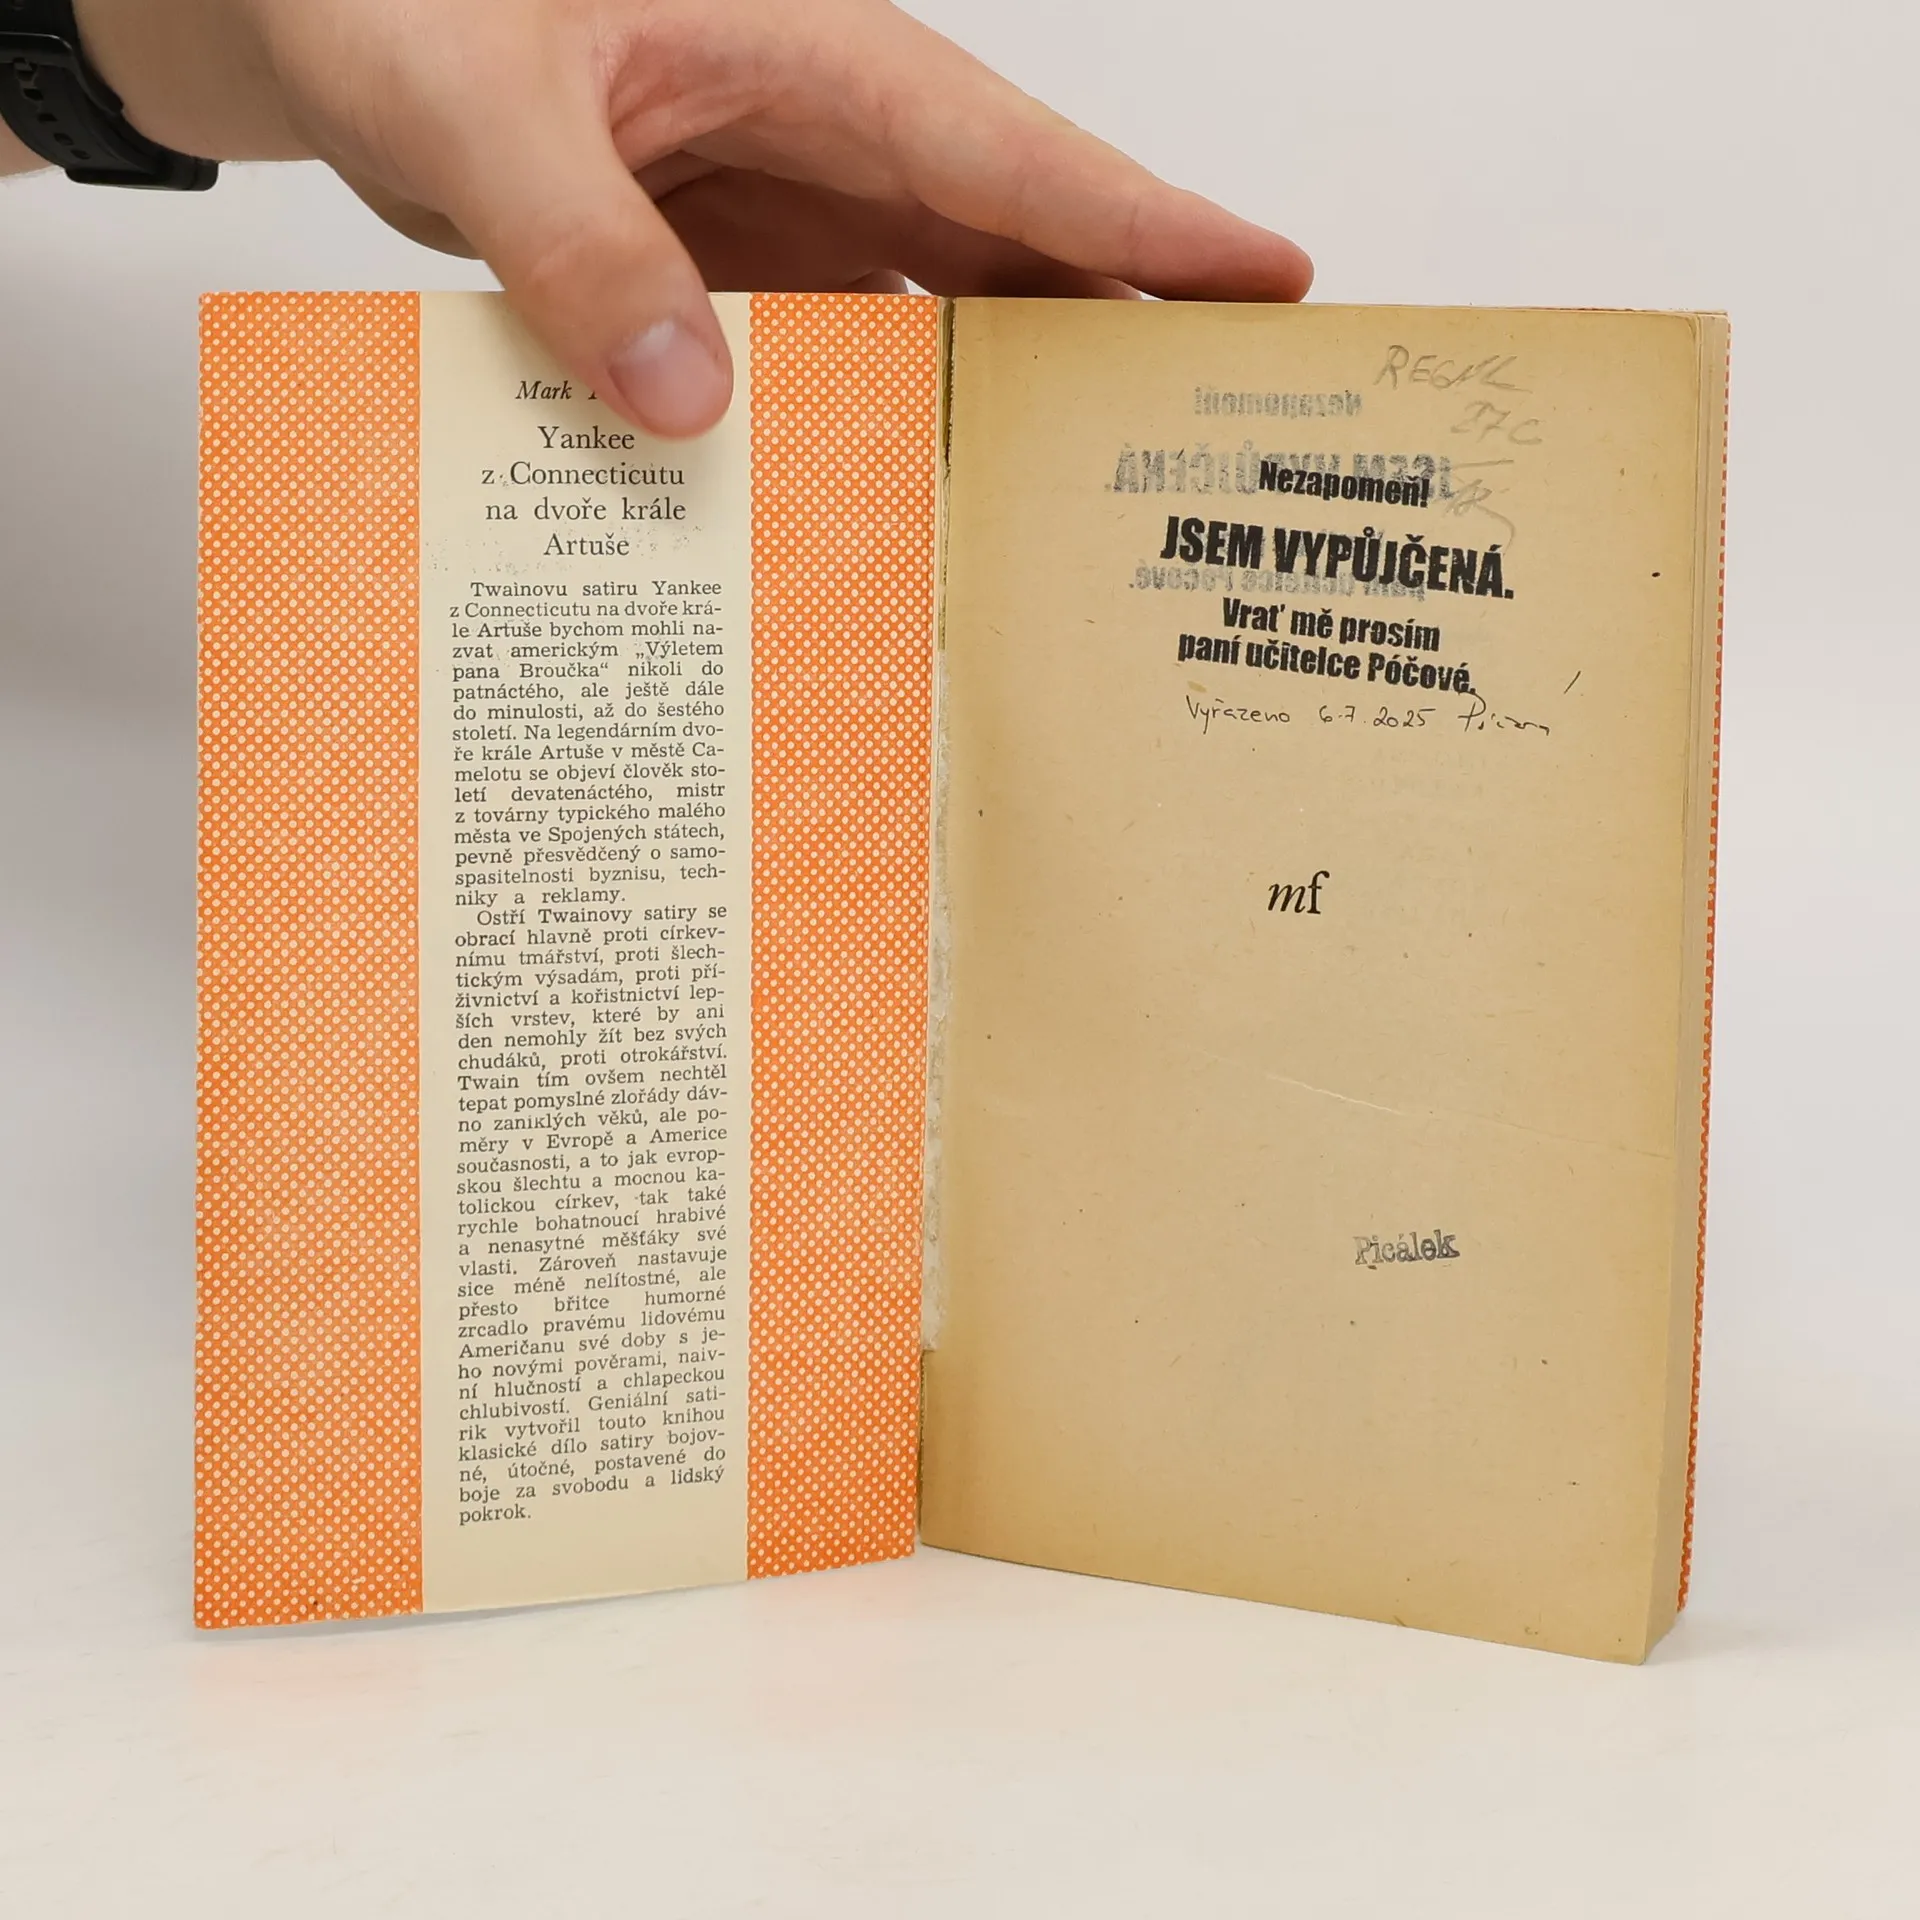 Mark
Yankee
z Connecticutu
na dvoře krále
Artuše
Twainovu satiru Yankee
z Connecticutu na dvoře krá-
le Artuše bychom mohli na-
zvat americkým „Výletem
pana Broučka“ nikoli do
patnáctého, ale ještě dále
do minulosti, až do šestého
století. Na legendárním dvo-
ře krále Artuše v městě Ca-
melotu se objeví člověk sto-
letí devatenáctého, mistr
z továrny typického malého
města ve Spojených státech,
pevně přesvědčený o samo-
spasitelnosti byznisu, tech-
niky a reklamy.
Ostří Twainovy satiry se
obrací hlavně proti církev-
nímu tmářství, proti šlech-
tickým výsadám, proti pří-
živnictví a kořistnictví lep-
ších vrstev, které by ani
den nemohly žít bez svých
chudáků, proti otrokářství.
Twain tím ovšem nechtěl
tepat pomyslné zlořády dáv-
no zaniklých věků, ale po-
měry v Evropě a Americe
současnosti, a to jak evrop-
skou šlechtu a mocnou ka-
tolickou církev, tak také
rychle bohatnoucí hrabivé
a nenasytné měšťáky své
vlasti. Zároveň nastavuje
sice méně nelítostné, ale
přesto břitce humorné
zrcadlo pravému lidovému
Američanu své doby s je-
ho novými pověrami, naiv-
ní hlučností a chlapeckou
chlubivostí. Geniální sati-
rik vytvořil touto knihou
klasické dílo satiry bojov-
né, útočné, postavené do
boje za svobodu a lidský
pokrok.
Nezapomeň!
JSEM VYPŮJČENÁ.
Nezapomeň!
JSEM VYPŮJČENÁ.
Vrať mě prosím
paní učitelce Póčové.
paní učitelce Póčové.
Vyřazeno 6.7.2025
mf
Picálek